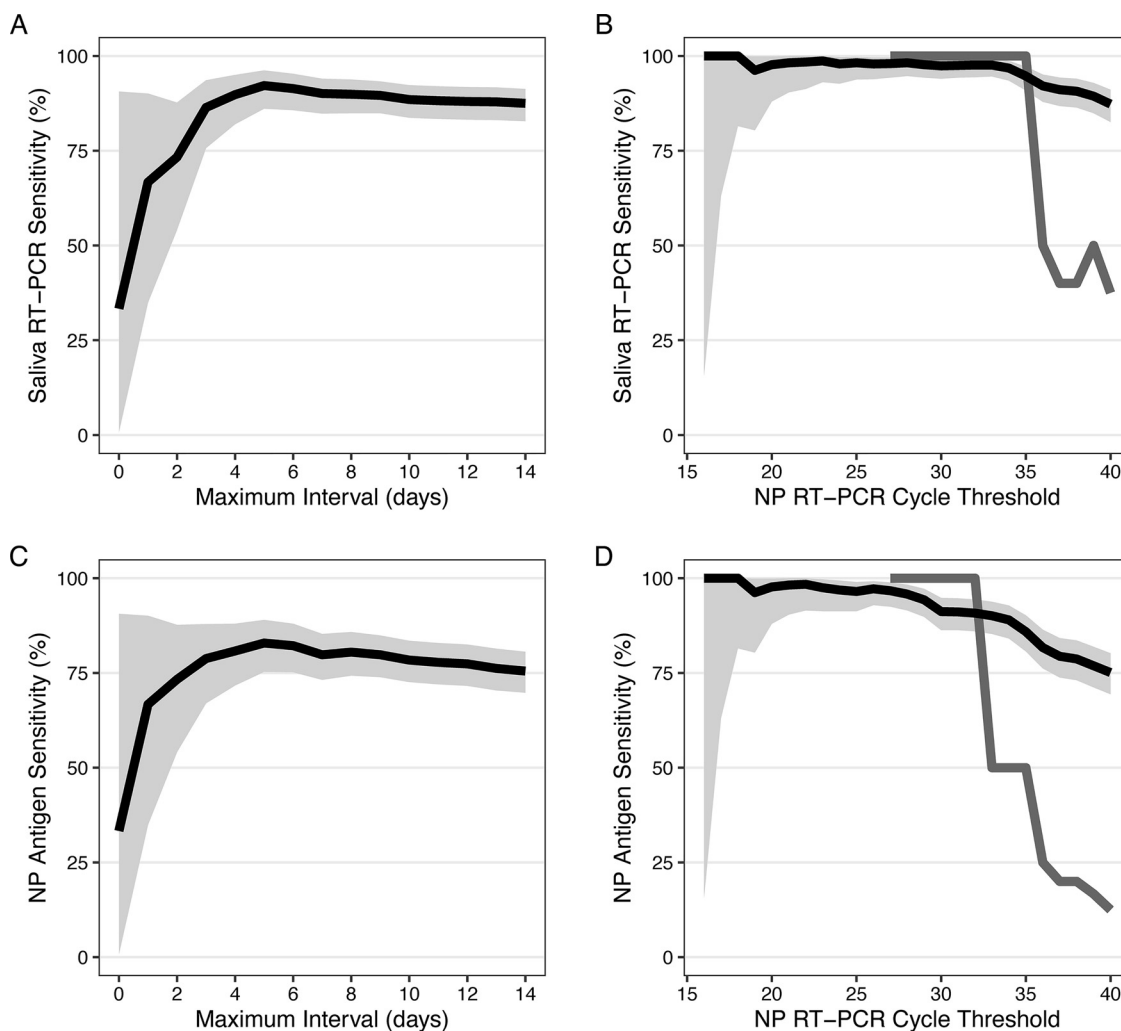 A
Saliva RT−PCR Sensitivity (%)
100
75
50
25
0
0 2 4 6 8 10 12 14
Maximum Interval (days)
B
Saliva RT−PCR Sensitivity (%)
100
75
50
25
0
15 20 25 30 35 40
NP RT−PCR Cycle Threshold
C
NP Antigen Sensitivity (%)
100
75
50
25
0
0 2 4 6 8 10 12 14
Maximum Interval (days)
D
NP Antigen Sensitivity (%)
100
75
50
25
0
15 20 25 30 35 40
NP RT−PCR Cycle Threshold